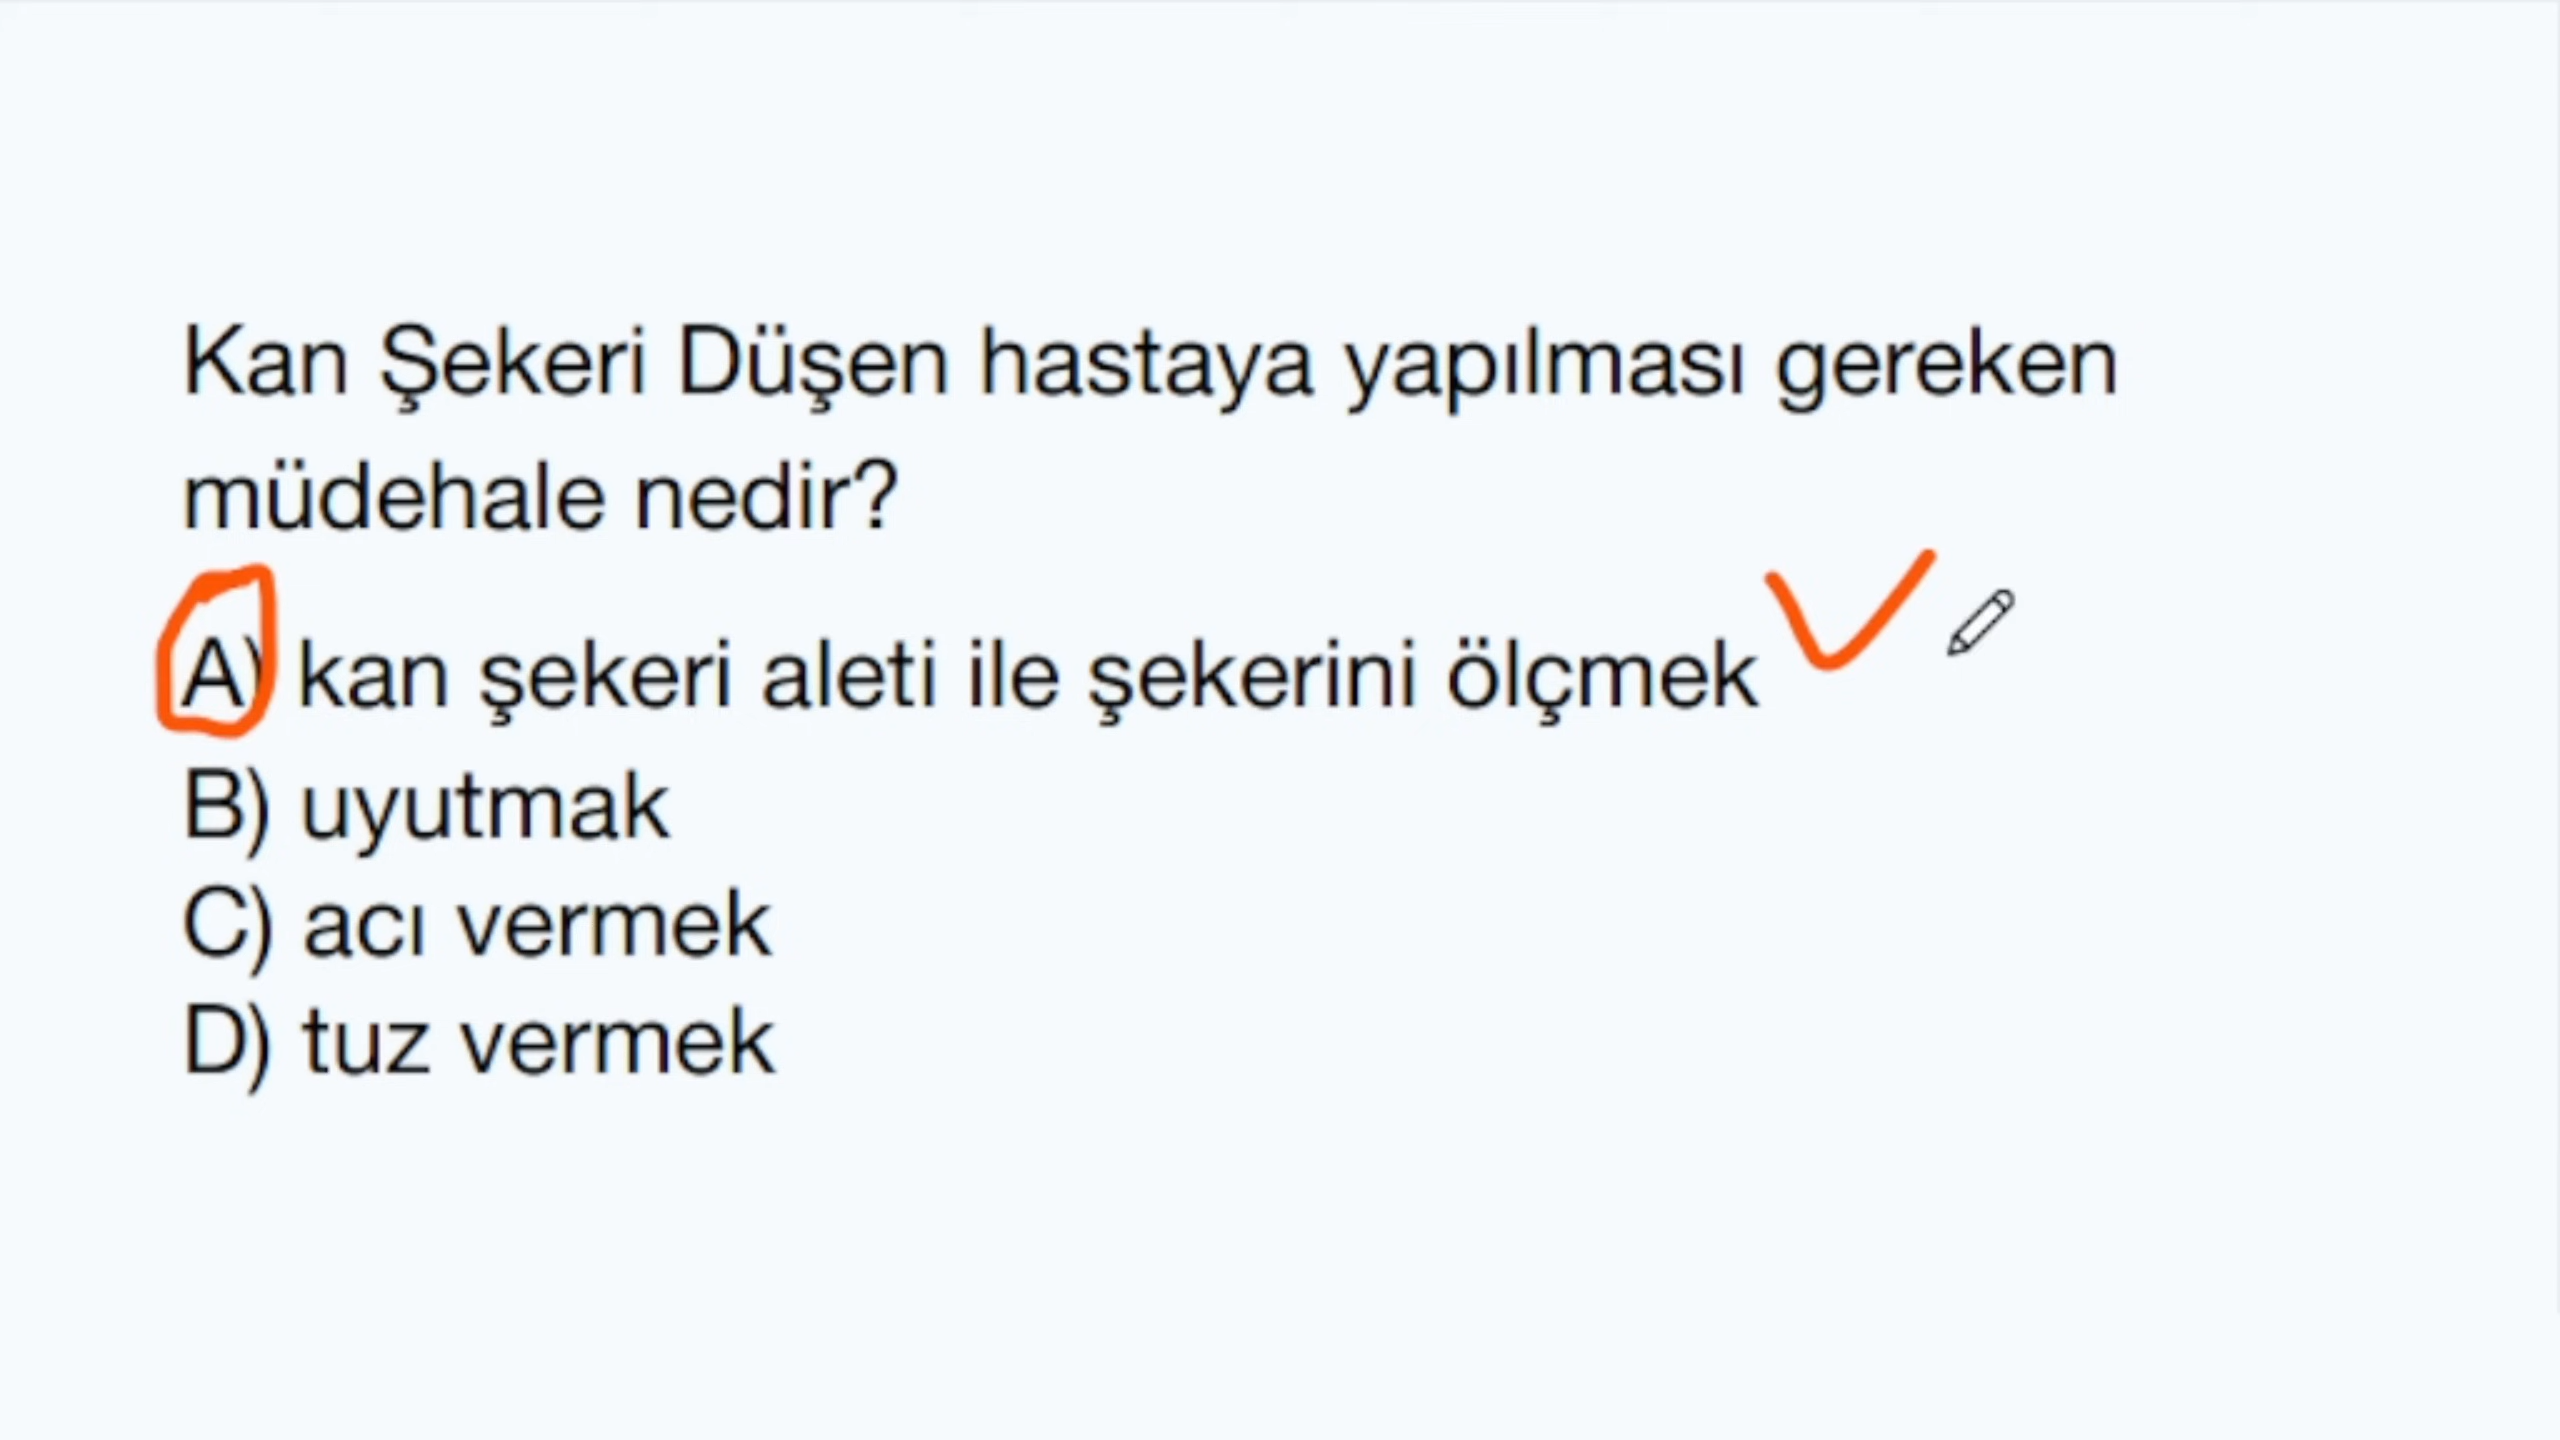 Kan Şekeri Düşen hastaya yapılması gereken
müdehale nedir?
A) kan şekeri aleti ile şekerini ölçmek
B) uyutmak
C) acı vermek
D) tuz vermek